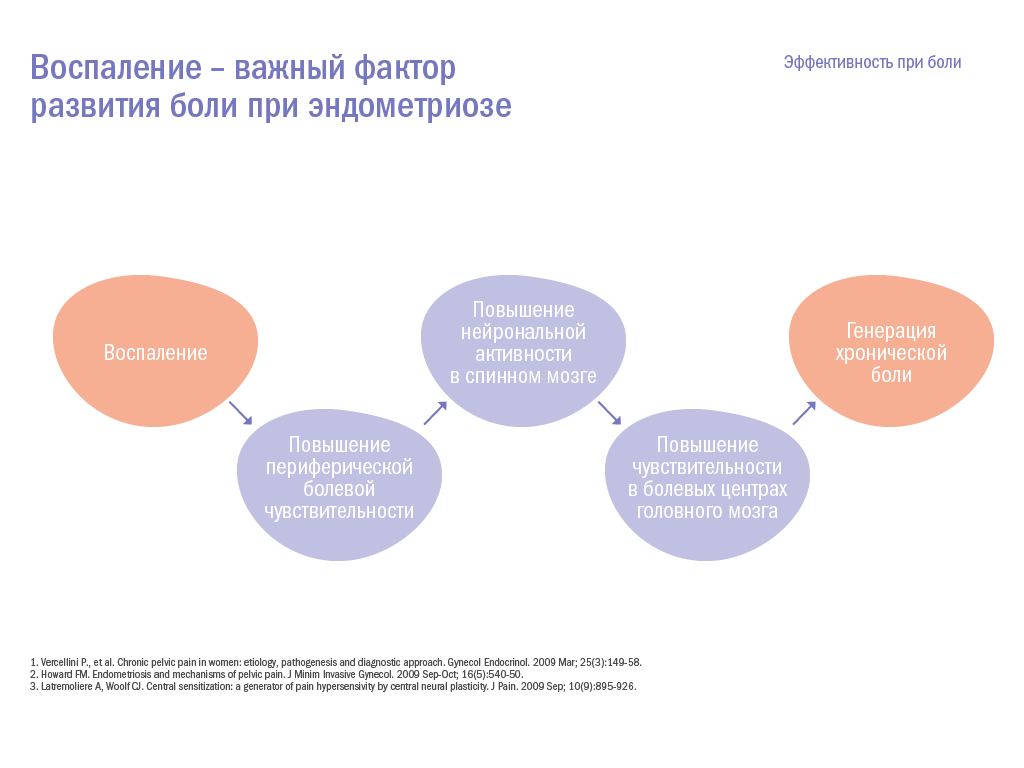 Воспаление – важный фактор
развития боли при эндометриозе
Эффективность при боли
Воспаление
Повышение
периферической
болевой
чувствительности
Повышение
нейрональной
активности
в спинном мозге
Повышение
чувствительности
в болевых центрах
головного мозга
Генерация
хронической
боли
1. Vercellini P., et al. Chronic pelvic pain in women: etiology, pathogenesis and diagnostic approach. Gynecol Endocrinol. 2009 Mar; 25(3):149-58.
2. Howard FM. Endometriosis and mechanisms of pelvic pain. J Minim Invasive Gynecol. 2009 Sep-Oct; 16(5):540-50.
3. Latremoliere A, Woolf CJ. Central sensitization: a generator of pain hypersensivity by central neural plasticity. J Pain. 2009 Sep; 10(9):895-926.